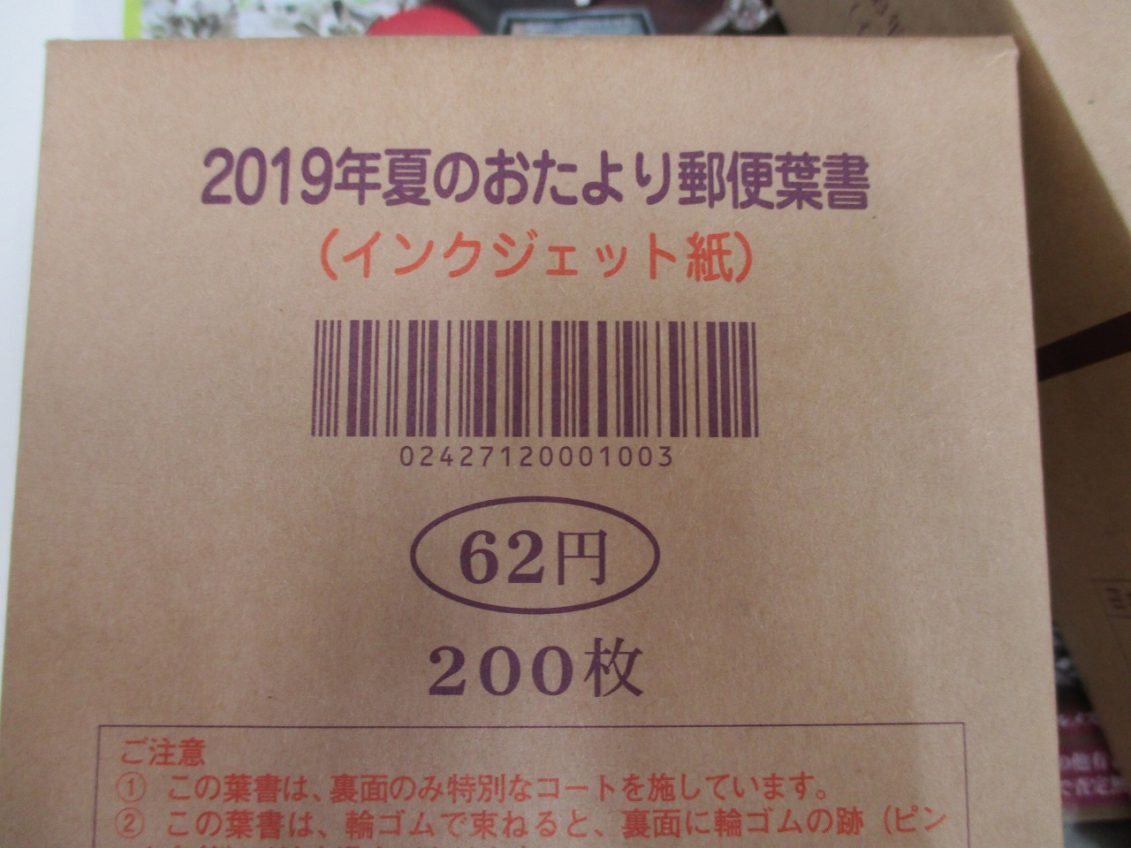 2019年夏のおたより郵便葉書
（インクジェット紙）
02427120001003
62円
200枚
ご注意
① この葉書は、裏面のみ特別なコートを施しています。
② この葉書は、輪ゴムで束ねると、裏面に輪ゴムの跡（ピン